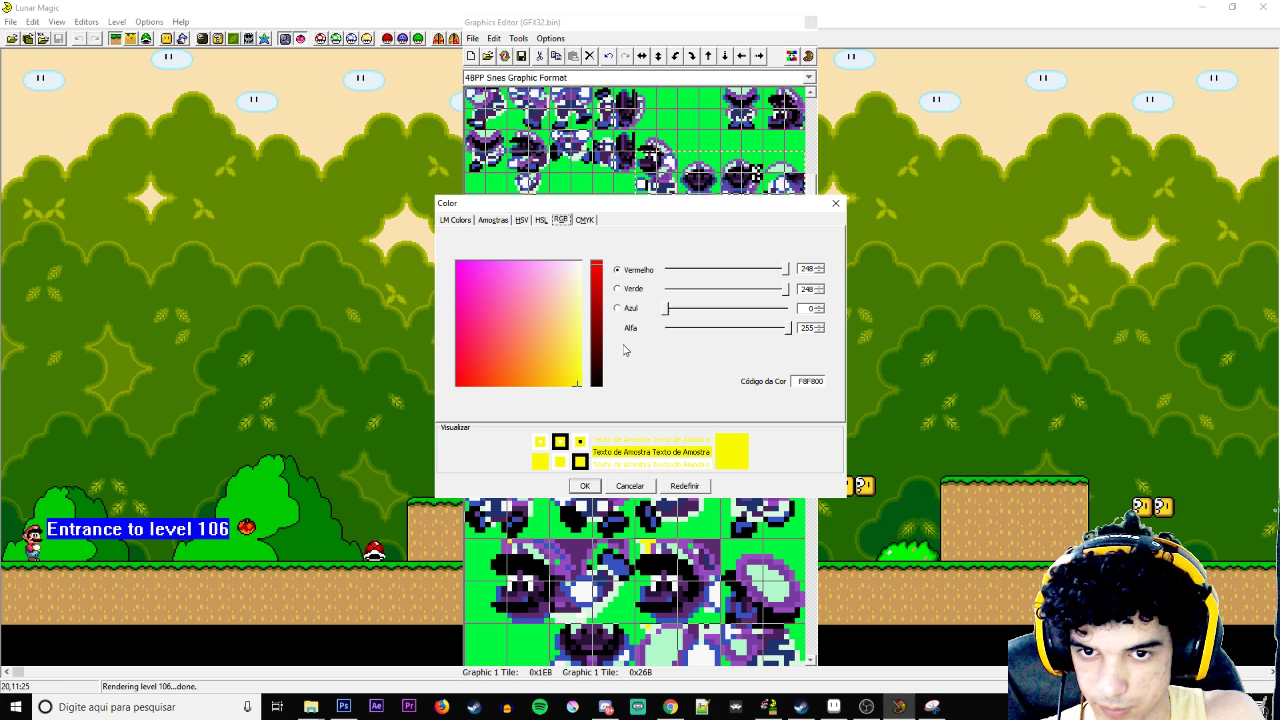 Lunar Magic
File Edit View Editors Level Options Help
Graphics Editor (GFX32.bin)
File Edit Tools Options
4BPP Snes Graphic Format
Color
LM Colors Amostras HSV HSL RGB CMYK
Vermelho 248
Verde 248
Azul 0
Alfa 255
Código da Cor F8F800
Visualizar
Texto de Amostra Texto de Amostra
Texto de Amostra Texto de Amostra
Texto de Amostra Texto de Amostra
OK Cancelar Redefinir
Entrance to level 106
Graphic 1 Tile: 0x1EB Graphic 1 Tile: 0x26B
20,11:25 Rendering level 106...done.
Digite aqui para pesquisar
Ps Ae Pr